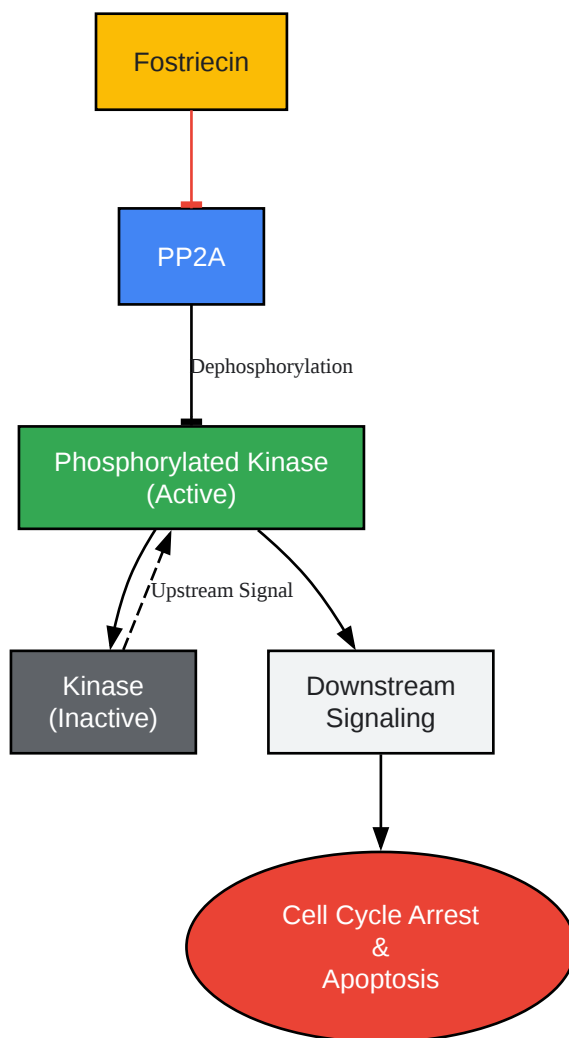 Fostriecin
PP2A
Dephosphorylation
Phosphorylated Kinase
(Active)
Upstream Signal
Kinase
(Inactive)
Downstream
Signaling
Cell Cycle Arrest
&
Apoptosis